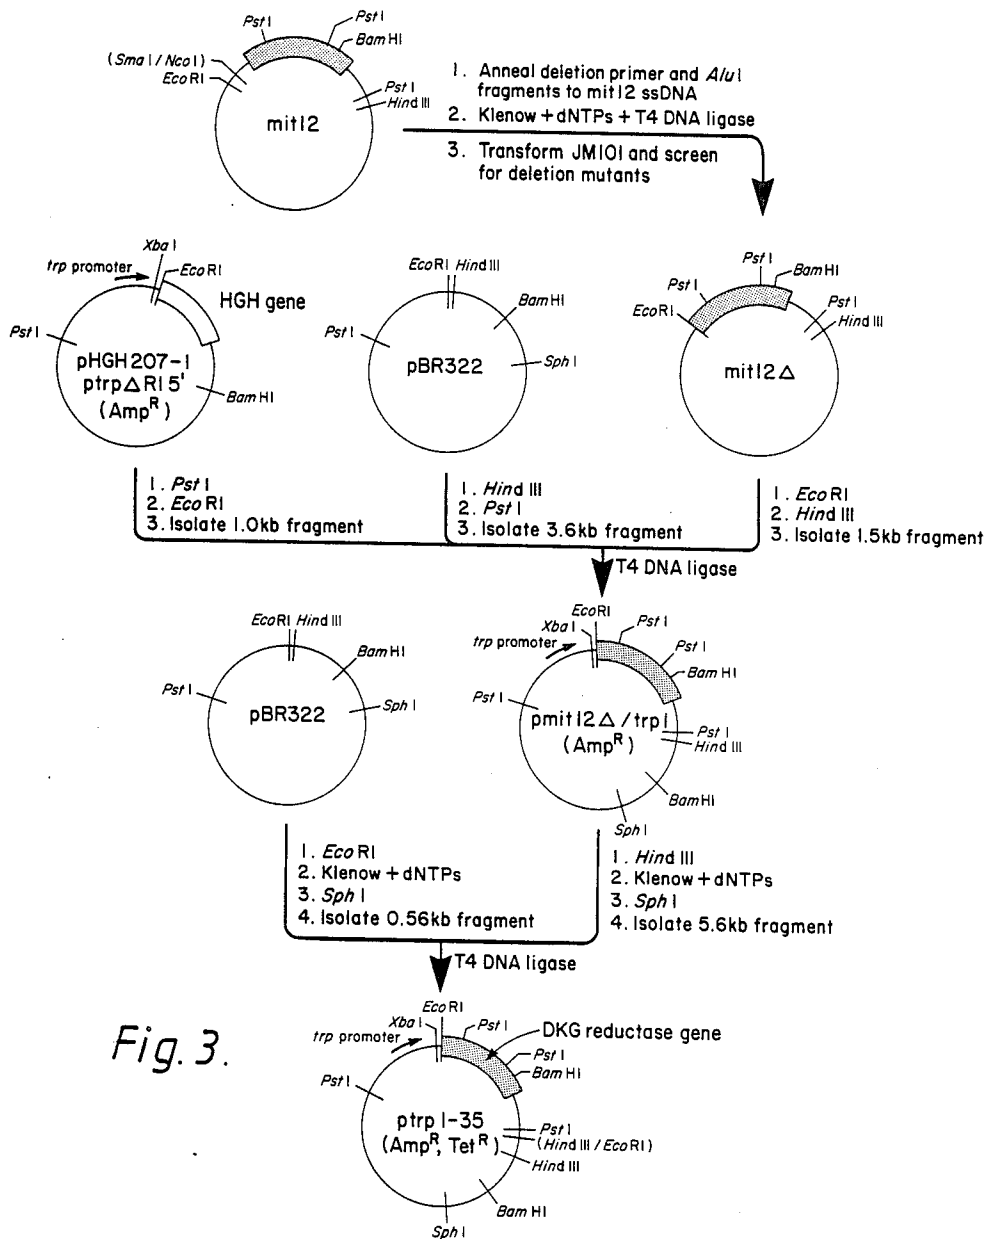 Pst I
Pst I
Bam HI
(Sma I / Nco I)
Eco RI
Pst I
Hind III
mit12
1. Anneal deletion primer and Alu I
fragments to mit12 ssDNA
2. Klenow + dNTPs + T4 DNA ligase
3. Transform JM101 and screen
for deletion mutants
Xba I
trp promoter
Eco RI
HGH gene
Pst I
pHGH207-1
ptrpΔRI5'
(Amp^R)
Bam HI
Eco RI
Hind III
Bam HI
Pst I
pBR322
Sph I
Pst I
Bam HI
Pst I
Eco RI
Pst I
Hind III
mit12Δ
1. Pst I
2. Eco RI
3. Isolate 1.0kb fragment
1. Hind III
2. Pst I
3. Isolate 3.6kb fragment
1. Eco RI
2. Hind III
3. Isolate 1.5kb fragment
T4 DNA ligase
Eco RI
Hind III
Bam HI
Pst I
Sph I
pBR322
Eco RI
Xba I
Pst I
trp promoter
Pst I
Bam HI
Pst I
pmit12Δ/trp1
(Amp^R)
Pst I
Hind III
Bam HI
Sph I
1. Eco RI
2. Klenow + dNTPs
3. Sph I
4. Isolate 0.56kb fragment
1. Hind III
2. Klenow + dNTPs
3. Sph I
4. Isolate 5.6kb fragment
T4 DNA ligase
Fig. 3.
Eco RI
Xba I
Pst I
trp promoter
DKG reductase gene
Pst I
Bam HI
Pst I
ptrp1-35
(Amp^R, Tet^R)
Pst I
(Hind III / Eco RI)
Hind III
Bam HI
Sph I